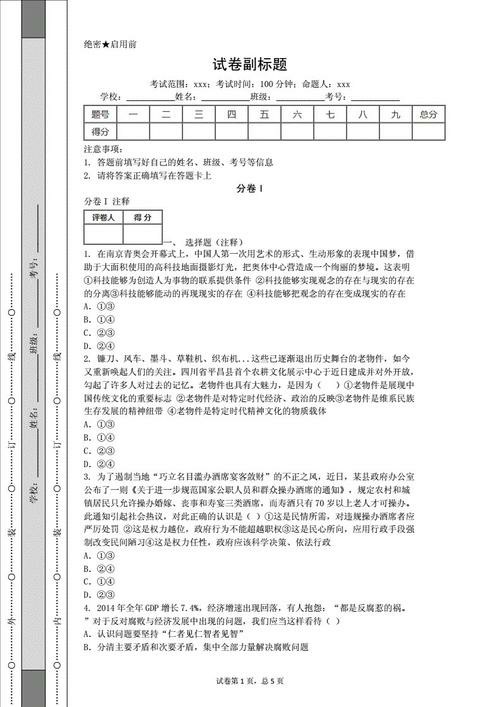 绝密★启用前
试卷副标题
考试范围：xxx；考试时间：100分钟；命题人：xxx
学校：__________姓名：__________班级：__________考号：__________
题号 一 二 三 四 五 六 七 八 九 总分
得分
注意事项：
1. 答题前填写好自己的姓名、班级、考号等信息
2. 请将答案正确填写在答题卡上
分卷I
分卷 I 注释
评卷人 得 分
一、 选择题（注释）
1. 在南京青奥会开幕式上，中国人第一次用艺术的形式、生动形象的表现中国梦，借
助于大面积使用的高科技地面摄影灯光，把奥体中心营造成一个绚丽的梦境。这表明
①科技能够为创造人为事物的联系提供条件 ②科技能够实现观念的存在与现实的存在
的分离③科技能够能动的再现现实的存在 ④科技能够把观念的存在变成现实的存在
A．①③
B．①④
C．②③
D．②④
2. 镰刀、风车、墨斗、草鞋机、织布机...这些已逐渐退出历史舞台的老物件，如今
又重新唤起人们的关注。四川省平昌县首个农耕文化展示中心于近日建成并对外开放，
勾起了许多人对过去的记忆。老物件也具有大魅力，是因为（   ）①老物件是展现中
国传统文化的重要标志 ②老物件是对特定时代经济、政治的反映③老物件是维系民族
生存发展的精神纽带 ④老物件是特定时代精神文化的物质载体
A．①③
B．①④
C．②③
D．②④
3. 为了遏制当地“巧立名目滥办酒席宴客敛财”的不正之风，近日，某县政府办公室
公布了一则《关于进一步规范国家公职人员和群众操办酒席的通知》，规定农村和城
镇居民只允许操办婚嫁、丧事和寿宴三类酒席，而寿酒只有 70 岁以上老人才可操办。
此通知引起社会热议，对此正确的认识是（ ）①这是民情所需，对违规操办酒席者应
严厉处罚 ②这是权力越位，政府行为不能超越职权③这是民心所向，应用行政手段强
制改变民间陋习④这是权力任性，政府应该科学决策、依法行政
A．①③
B．①④
C．②③
D．②④
4. 2014 年全年 GDP 增长 7.4%，经济增速出现回落，有人抱怨：“都是反腐惹的祸。
”对于反对腐败与经济发展中出现的问题，我们应当这样看待（ ）
A．认识问题要坚持“仁者见仁智者见智”
B．分清主要矛盾和次要矛盾，集中全部力量解决腐败问题
试卷第 1 页，总 5 页
学校：__________姓名：__________班级：__________考号：__________
外 装 订 线
内 装 订 线